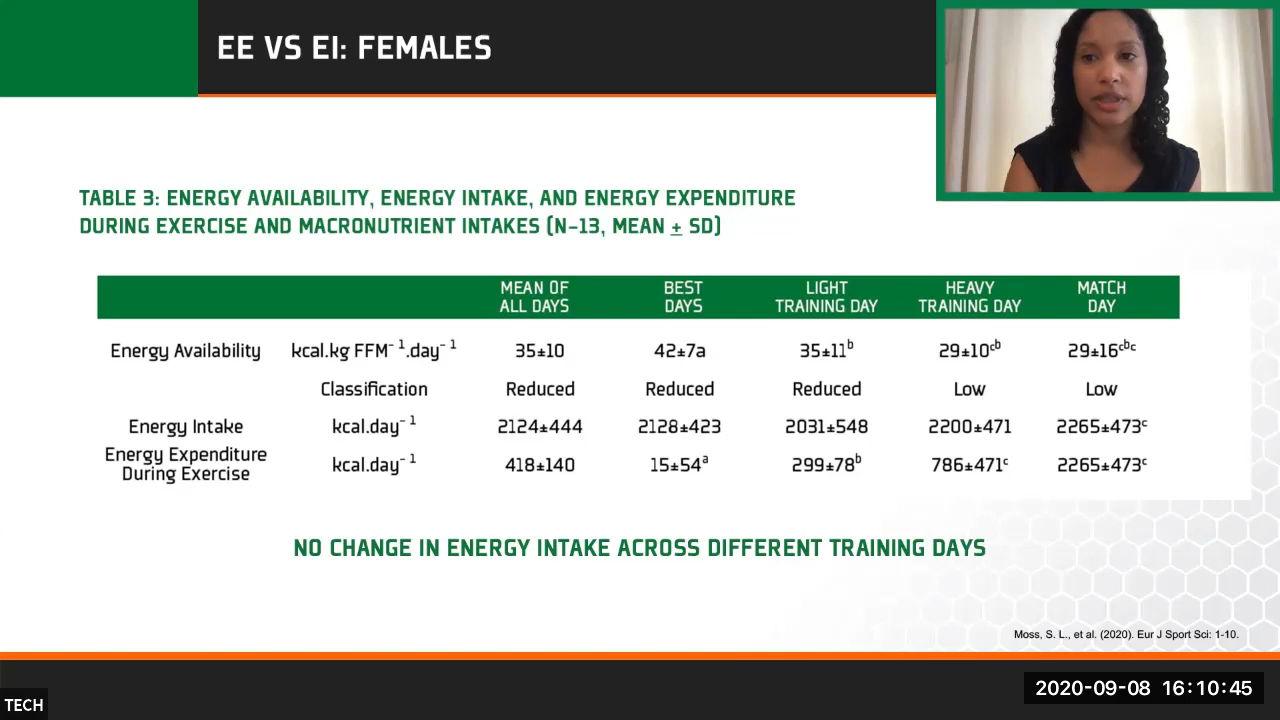 EE VS EI: FEMALES
TABLE 3: ENERGY AVAILABILITY, ENERGY INTAKE, AND ENERGY EXPENDITURE
DURING EXERCISE AND MACRONUTRIENT INTAKES (N-13, MEAN ± SD)
MEAN OF ALL DAYS BEST DAYS LIGHT TRAINING DAY HEAVY TRAINING DAY MATCH DAY
Energy Availability kcal.kg FFM⁻¹.day⁻¹ 35±10 42±7a 35±11ᵇ 29±10ᶜᵇ 29±16ᶜᵇᶜ
Classification Reduced Reduced Reduced Low Low
Energy Intake kcal.day⁻¹ 2124±444 2128±423 2031±548 2200±471 2265±473ᶜ
Energy Expenditure During Exercise kcal.day⁻¹ 418±140 15±54ᵃ 299±78ᵇ 786±471ᶜ 2265±473ᶜ
NO CHANGE IN ENERGY INTAKE ACROSS DIFFERENT TRAINING DAYS
Moss, S. L., et al. (2020). Eur J Sport Sci: 1-10.
2020-09-08 16:10:45
TECH